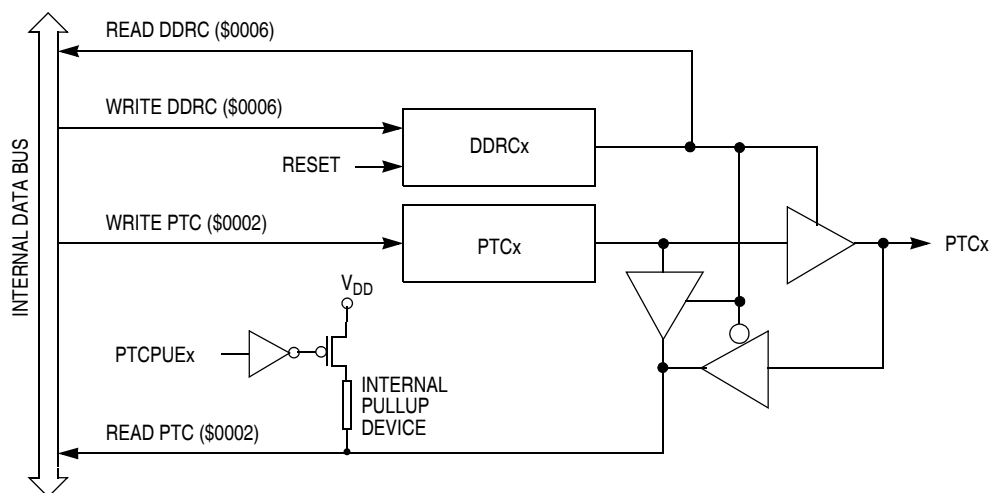 READ DDRC ($0006)
WRITE DDRC ($0006)
DDRCx
RESET
INTERNAL DATA BUS
WRITE PTC ($0002)
PTCx
PTCx
VDD
PTCPUEx
INTERNAL
PULLUP
DEVICE
READ PTC ($0002)